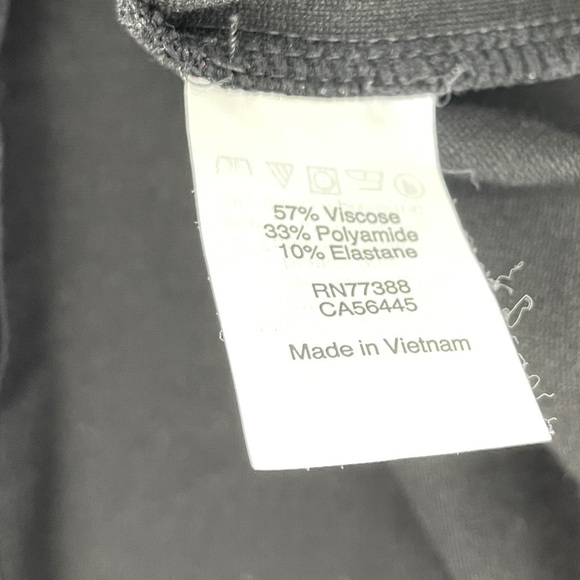 57% Viscose
33% Polyamide
10% Elastane
RN77388
CA56445
Made in Vietnam